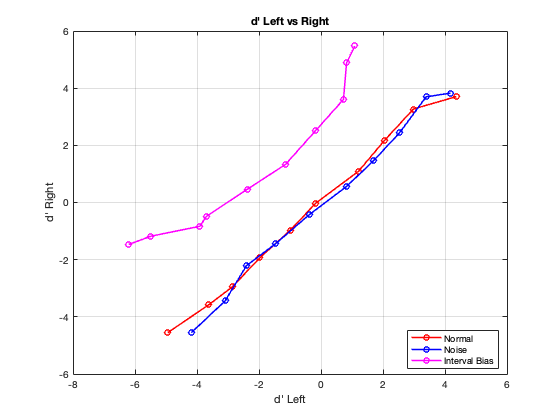 d' Left vs Right
6
4
2
0
-2
-4
-6
d' Right
-8 -6 -4 -2 0 2 4 6
d' Left
Normal
Noise
Interval Bias